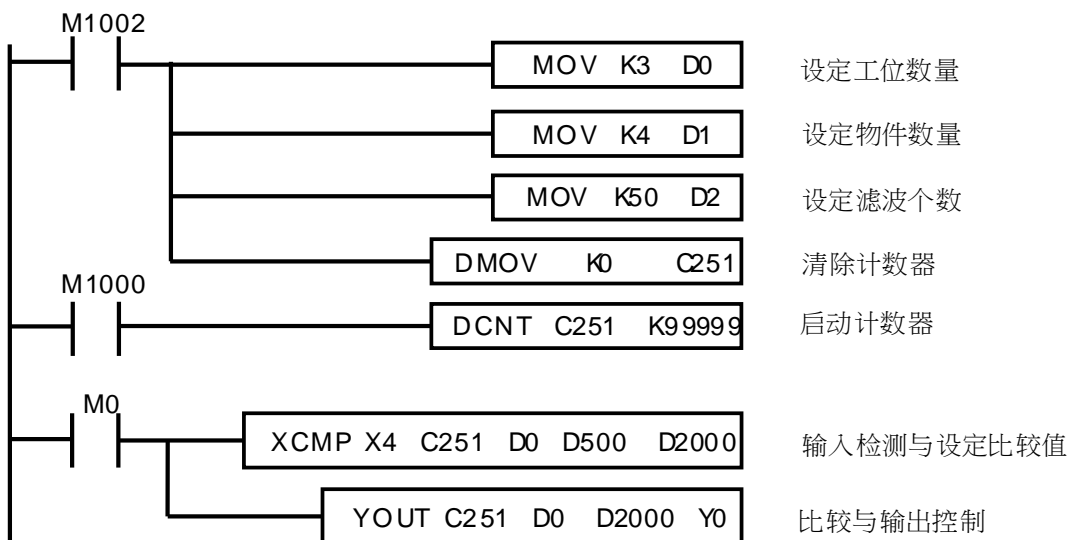 M1002
MOV K3 D0 设定工位数量
MOV K4 D1 设定物件数量
MOV K50 D2 设定滤波个数
DMOV K0 C251 清除计数器
M1000
DCNT C251 K99999 启动计数器
M0
XCMP X4 C251 D0 D500 D2000 输入检测与设定比较值
YOUT C251 D0 D2000 Y0 比较与输出控制